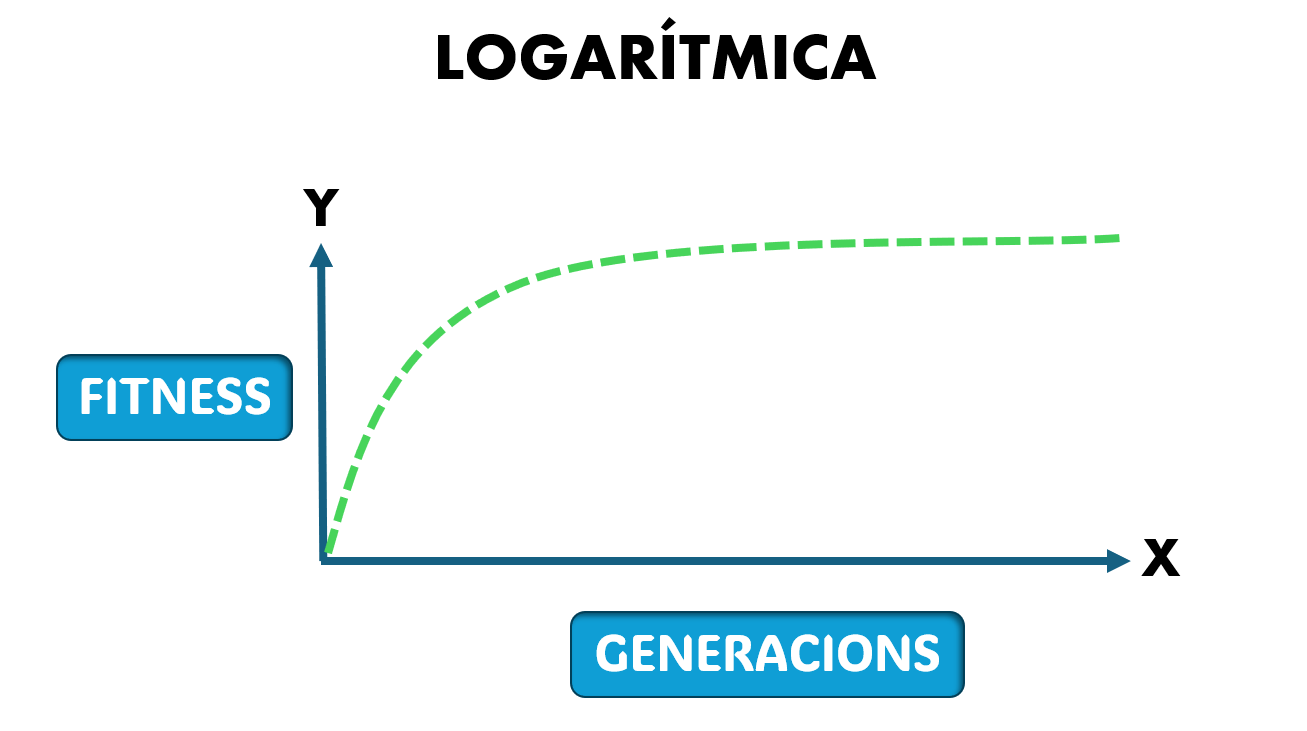 LOGARÍTMICA
Y
FITNESS
X
GENERACIONS